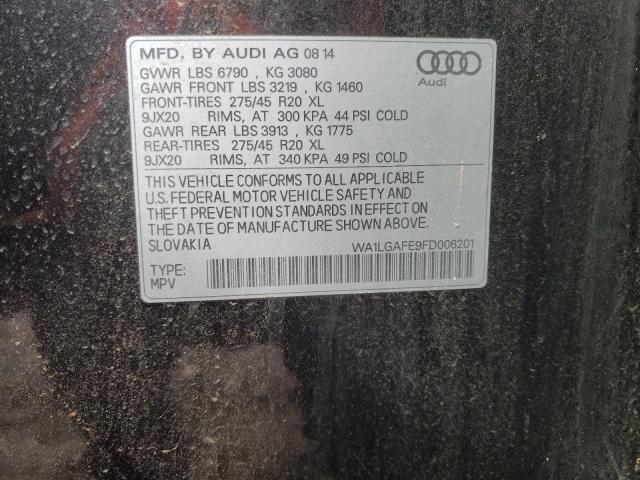 MFD. BY AUDI AG 08 14
GVWR LBS 6790 , KG 3080
GAWR FRONT LBS 3219 , KG 1460
FRONT-TIRES 275/45 R20 XL
9JX20 RIMS, AT 300 KPA 44 PSI COLD
GAWR REAR LBS 3913 , KG 1775
REAR-TIRES 275/45 R20 XL
9JX20 RIMS, AT 340 KPA 49 PSI COLD
Audi
THIS VEHICLE CONFORMS TO ALL APPLICABLE
U.S. FEDERAL MOTOR VEHICLE SAFETY AND
THEFT PREVENTION STANDARDS IN EFFECT ON
THE DATE OF MANUFACTURE SHOWN ABOVE.
SLOVAKIA WA1LGAFE9FD006201
TYPE:
MPV